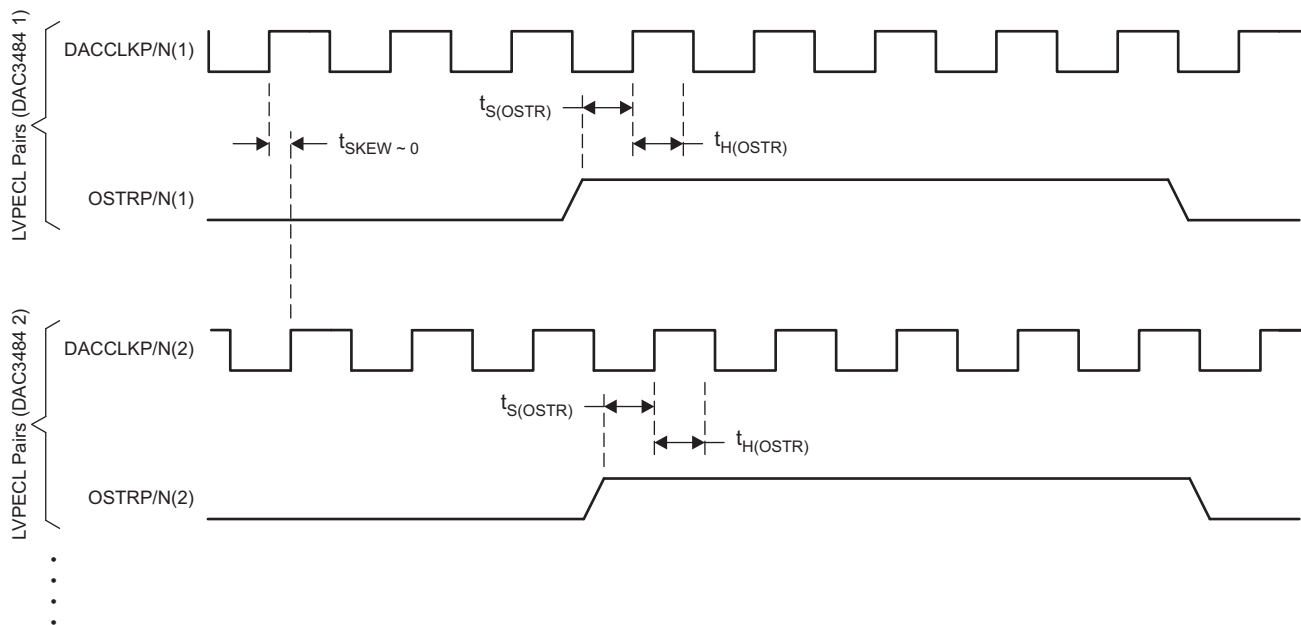 LVPECL Pairs (DAC3484 1)
DACCLKP/N(1)
tS(OSTR)
tSKEW ~ 0
tH(OSTR)
OSTRP/N(1)
LVPECL Pairs (DAC3484 2)
DACCLKP/N(2)
tS(OSTR)
tH(OSTR)
OSTRP/N(2)